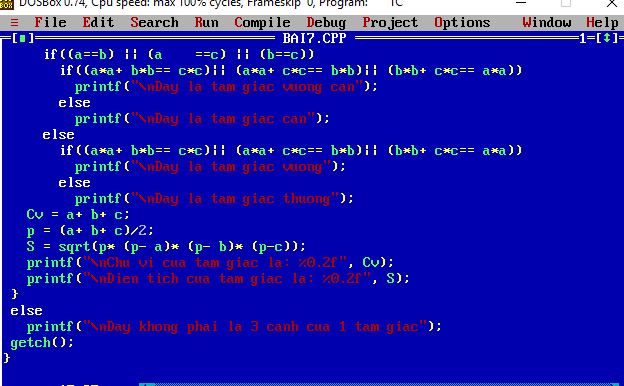 DOSBox 0.74, Cpu speed: max 100% cycles, Frameskip 0, Program: TC
≡ File Edit Search Run Compile Debug Project Options Window Help
[■] BAI7.CPP 1=[↕]
if((a==b) || (a     ==c) || (b==c))
if((a*a+ b*b== c*c)|| (a*a+ c*c== b*b)|| (b*b+ c*c== a*a))
printf("\nDay la tam giac vuong can");
else
printf("\nDay la tam giac can");
else
if((a*a+ b*b== c*c)|| (a*a+ c*c== b*b)|| (b*b+ c*c== a*a))
printf("\nDay la tam giac vuong");
else
printf("\nDay la tam giac thuong");
Cv = a+ b+ c;
p = (a+ b+ c)/2;
S = sqrt(p* (p- a)* (p- b)* (p-c));
printf("\nChu vi cua tam giac la: %0.2f", Cv);
printf("\nDien tich cua tam giac la: %0.2f", S);
}
else
printf("\nDay khong phai la 3 canh cua 1 tam giac");
getch();
}